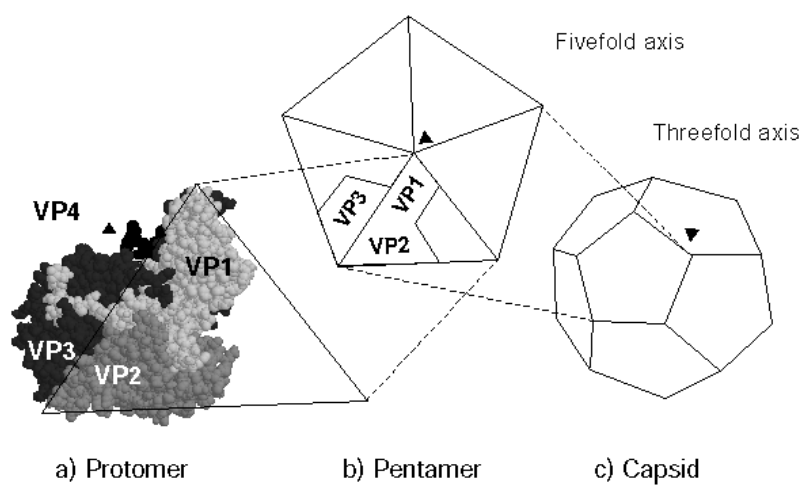 Fivefold axis
Threefold axis
VP4
VP1
VP3
VP2
VP3
VP1
VP2
a) Protomer
b) Pentamer
c) Capsid